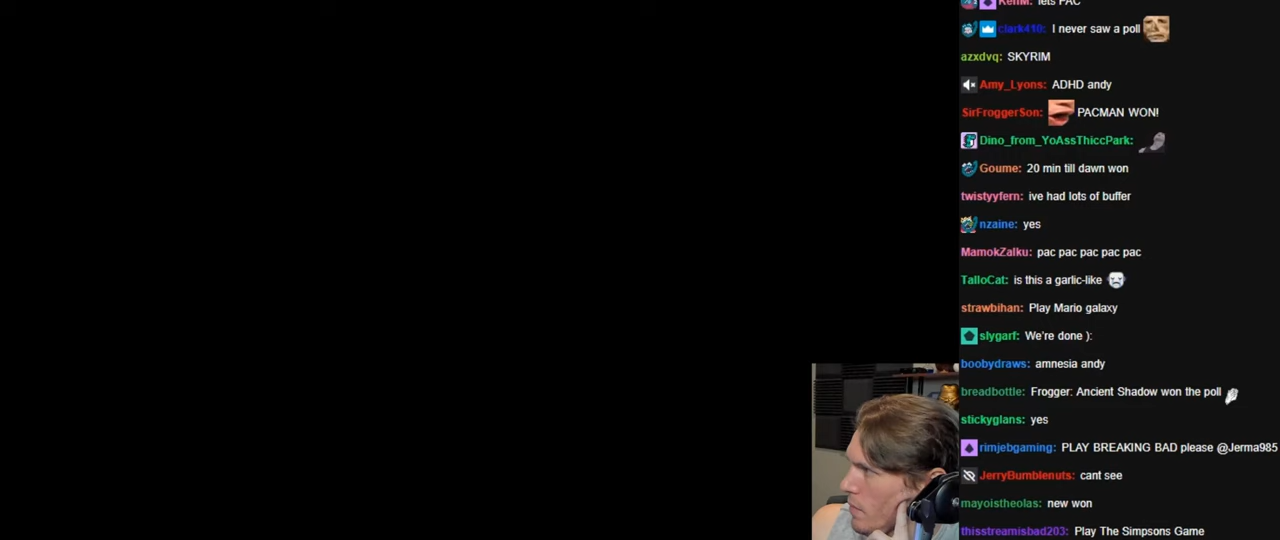 KenM: lets PAC
clark410: I never saw a poll
azxdvq: SKYRIM
Amy_Lyons: ADHD andy
SirFroggerSon: PACMAN WON!
Dino_from_YoAssThiccPark:
Goume: 20 min till dawn won
twistyyfern: ive had lots of buffer
nzaine: yes
MamokZalku: pac pac pac pac pac
TalloCat: is this a garlic-like
strawbihan: Play Mario galaxy
slygarf: We're done ):
boobydraws: amnesia andy
breadbottle: Frogger: Ancient Shadow won the poll
stickyglans: yes
rimjebgaming: PLAY BREAKING BAD please @Jerma985
JerryBumblenuts: cant see
mayoistheolas: new won
thisstreamisbad203: Play The Simpsons Game